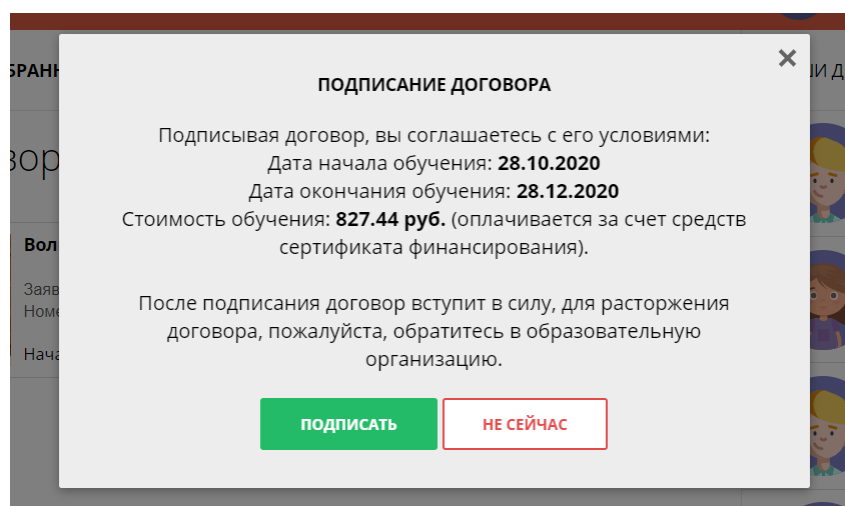 ПОДПИСАНИЕ ДОГОВОРА
Подписывая договор, вы соглашаетесь с его условиями:
Дата начала обучения: 28.10.2020
Дата окончания обучения: 28.12.2020
Стоимость обучения: 827.44 руб. (оплачивается за счет средств
сертификата финансирования).
После подписания договор вступит в силу, для расторжения
договора, пожалуйста, обратитесь в образовательную
организацию.
ПОДПИСАТЬ
НЕ СЕЙЧАС